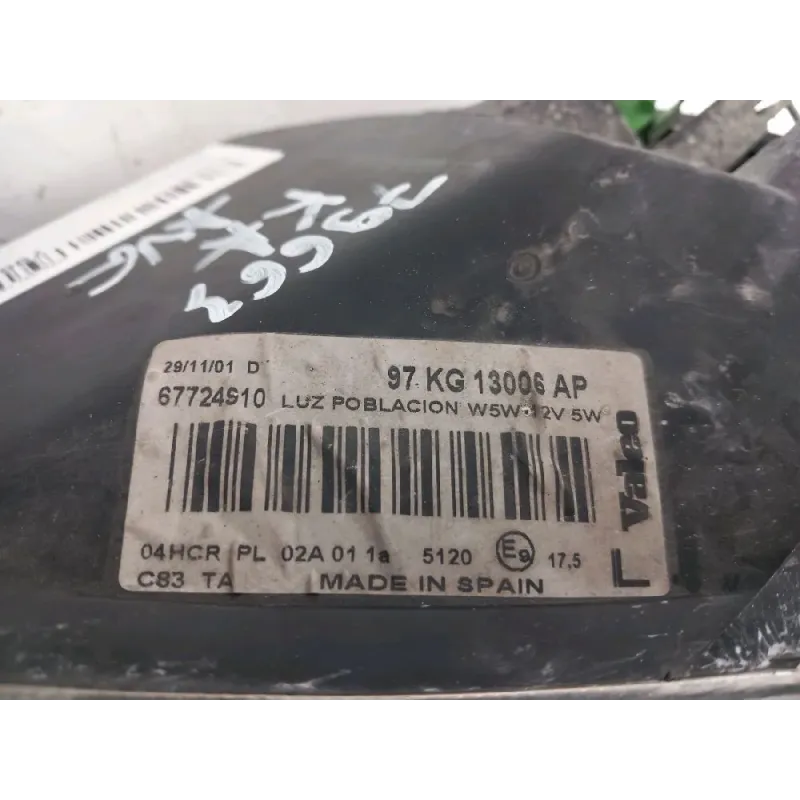 29/11/01 D
97 KG 13006 AP
67724910 LUZ POBLACION W5W-12V 5W
Valeo
04HCR PL 02A 01 1a 5120 E9 17,5
C83 TA MADE IN SPAIN
L